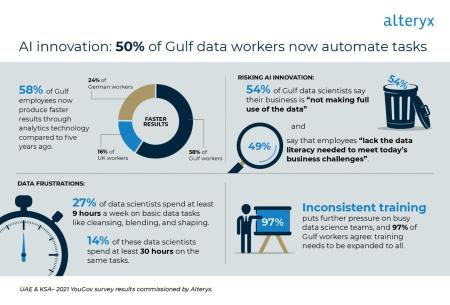 alteryx
AI innovation: 50% of Gulf data workers now automate tasks
58% of Gulf
employees now
produce faster
results through
analytics technology
compared to five
years ago.
24% of
German workers
FASTER
RESULTS
16% of
UK workers
58% of
Gulf workers
RISKING AI INNOVATION:
54% of Gulf data scientists say
their business is “not making full
use of the data”
54%
and
49%
say that employees “lack the data
literacy needed to meet today’s
business challenges”.
DATA FRUSTRATIONS:
27% of data scientists spend at least
9 hours a week on basic data tasks
like cleansing, blending, and shaping.
14% of these data scientists
spend at least 30 hours on the
same tasks.
97%
Inconsistent training
puts further pressure on busy
data science teams, and 97% of
Gulf workers agree: training
needs to be expanded to all.
UAE & KSA– 2021 YouGov survey results commissioned by Alteryx.